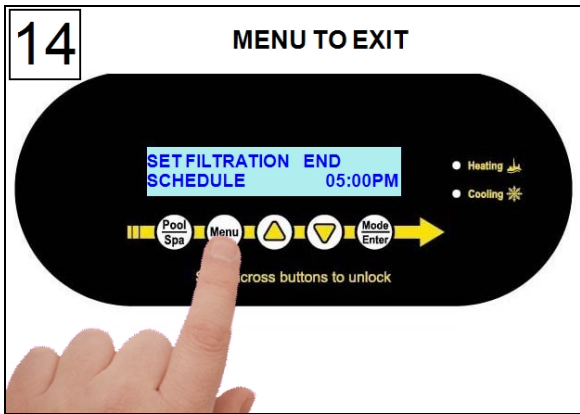 14
MENU TO EXIT
SET FILTRATION END
SCHEDULE 05:00PM
Heating
Cooling
Pool
Spa
Menu
Mode
Enter
across buttons to unlock